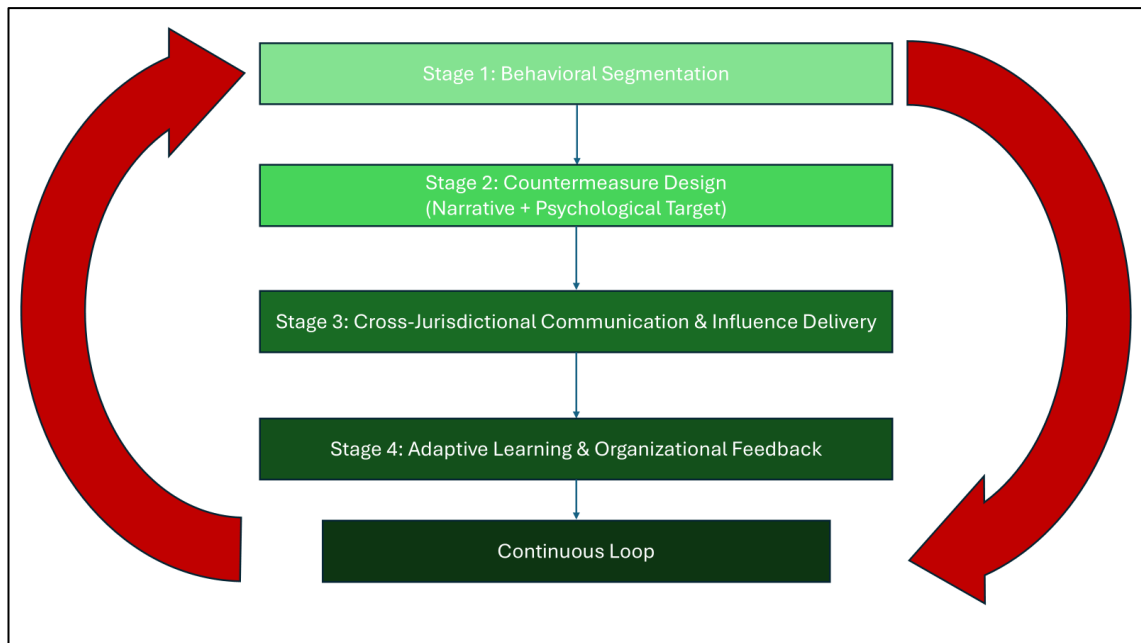 Stage 1: Behavioral Segmentation
Stage 2: Countermeasure Design
(Narrative + Psychological Target)
Stage 3: Cross-Jurisdictional Communication & Influence Delivery
Stage 4: Adaptive Learning & Organizational Feedback
Continuous Loop